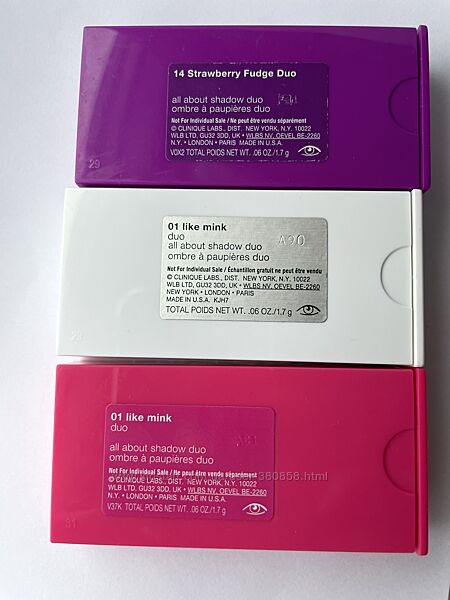 14 Strawberry Fudge Duo
all about shadow duo
ombre à paupières duo
Not For Individual Sale / Ne peut être vendu séparément
© CLINIQUE LABS., DIST. NEW YORK, N.Y. 10022
WLB LTD, GU32 3DD, UK • WLBS NV, OEVEL BE-2260
N.Y. • LONDON • PARIS MADE IN U.S.A.
V0X2 TOTAL POIDS NET WT. .06 OZ./1.7 g
29
01 like mink
duo
A90
all about shadow duo
ombre à paupières duo
Not For Individual Sale / Échantillon gratuit ne peut être vendu
© CLINIQUE LABS., DIST. NEW YORK, N.Y. 10022
WLB LTD, GU32 3DD, UK • WLBS NV, OEVEL BE-2260
NEW YORK • LONDON • PARIS
MADE IN U.S.A. KJH7
TOTAL POIDS NET WT. .06 OZ./1.7 g
29
01 like mink
duo
all about shadow duo
ombre à paupières duo
Not For Individual Sale / Ne peut être vendu séparément
380858.html
© CLINIQUE LABS., DIST. NEW YORK, N.Y. 10022
WLB LTD, GU32 3DD, UK • WLBS NV, OEVEL BE-2260
N.Y. • LONDON • PARIS MADE IN U.S.A.
V37K TOTAL POIDS NET WT. .06 OZ./1.7 g
31